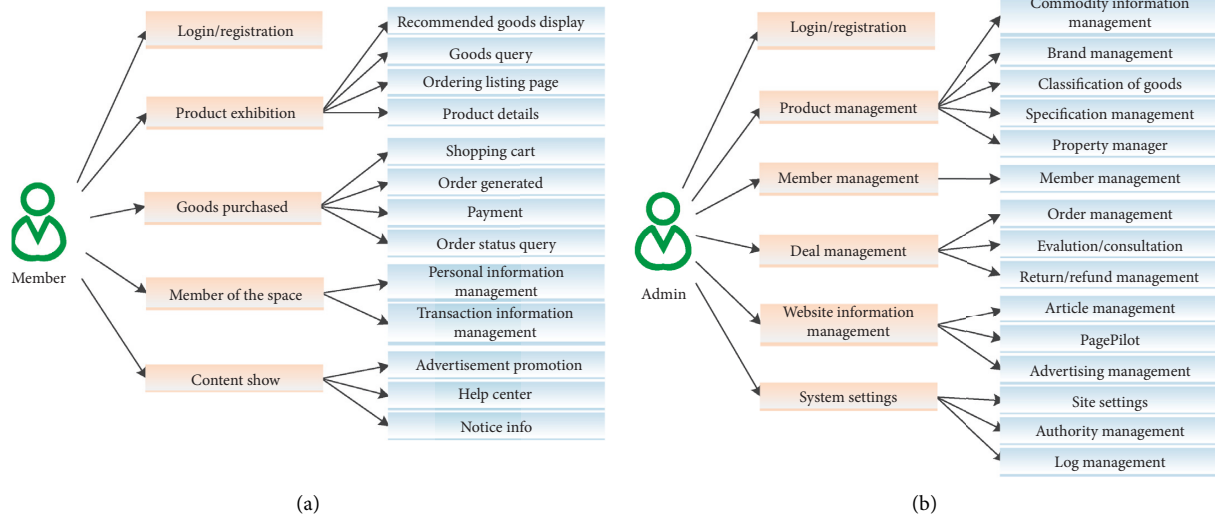 Login/registration
Product exhibition
Goods purchased
Member of the space
Content show
Member
Recommended goods display
Goods query
Ordering listing page
Product details
Shopping cart
Order generated
Payment
Order status query
Personal information
management
Transaction information
management
Advertisement promotion
Help center
Notice info
(a)
Login/registration
Product management
Member management
Deal management
Website information
management
System settings
Admin
Commodity information
management
Brand management
Classification of goods
Specification management
Property manager
Member management
Order management
Evalution/consultation
Return/refund management
Article management
PagePilot
Advertising management
Site settings
Authority management
Log management
(b)